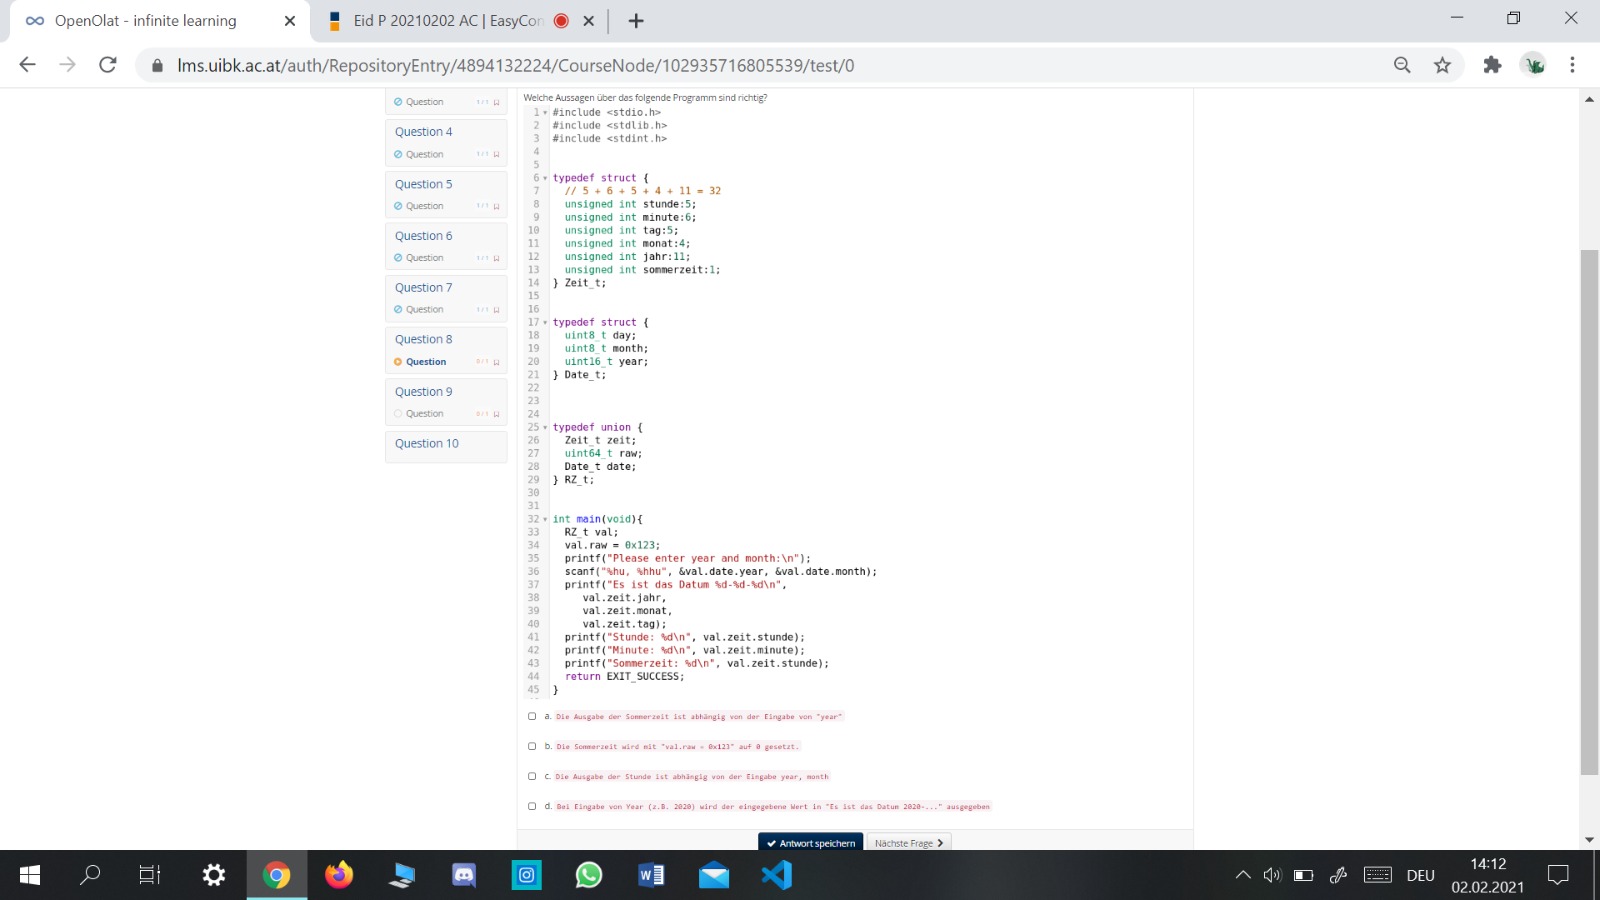 OpenOlat - infinite learning
Eid P 20210202 AC | EasyCon
lms.uibk.ac.at/auth/RepositoryEntry/4894132224/CourseNode/102935716805539/test/0
Question 1 / 1
Question 4
Question 1 / 1
Question 5
Question 1 / 1
Question 6
Question 1 / 1
Question 7
Question 1 / 1
Question 8
Question 0 / 1
Question 9
Question 0 / 1
Question 10
Welche Aussagen über das folgende Programm sind richtig?
1 #include <stdio.h>
2 #include <stdlib.h>
3 #include <stdint.h>
4
5
6 typedef struct {
7 // 5 + 6 + 5 + 4 + 11 = 32
8 unsigned int stunde:5;
9 unsigned int minute:6;
10 unsigned int tag:5;
11 unsigned int monat:4;
12 unsigned int jahr:11;
13 unsigned int sommerzeit:1;
14 } Zeit_t;
15
16
17 typedef struct {
18 uint8_t day;
19 uint8_t month;
20 uint16_t year;
21 } Date_t;
22
23
24
25 typedef union {
26 Zeit_t zeit;
27 uint64_t raw;
28 Date_t date;
29 } RZ_t;
30
31
32 int main(void){
33 RZ_t val;
34 val.raw = 0x123;
35 printf("Please enter year and month:\n");
36 scanf("%hu, %hhu", &val.date.year, &val.date.month);
37 printf("Es ist das Datum %d-%d-%d\n",
38 val.zeit.jahr,
39 val.zeit.monat,
40 val.zeit.tag);
41 printf("Stunde: %d\n", val.zeit.stunde);
42 printf("Minute: %d\n", val.zeit.minute);
43 printf("Sommerzeit: %d\n", val.zeit.stunde);
44 return EXIT_SUCCESS;
45 }
a. Die Ausgabe der Sommerzeit ist abhängig von der Eingabe von "year"
b. Die Sommerzeit wird mit "val.raw = 0x123" auf 0 gesetzt.
c. Die Ausgabe der Stunde ist abhängig von der Eingabe year, month
d. Bei Eingabe von Year (z.B. 2020) wird der eingegebene Wert in "Es ist das Datum 2020-..." ausgegeben
Antwort speichern
Nächste Frage
DEU
14:12
02.02.2021